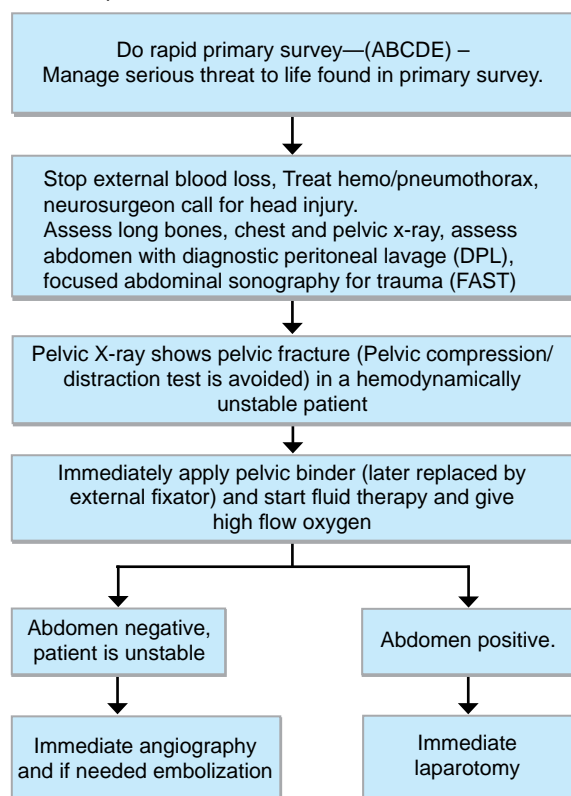 Do rapid primary survey—(ABCDE) –
Manage serious threat to life found in primary survey.
Stop external blood loss, Treat hemo/pneumothorax,
neurosurgeon call for head injury.
Assess long bones, chest and pelvic x-ray, assess
abdomen with diagnostic peritoneal lavage (DPL),
focused abdominal sonography for trauma (FAST)
Pelvic X-ray shows pelvic fracture (Pelvic compression/
distraction test is avoided) in a hemodynamically
unstable patient
Immediately apply pelvic binder (later replaced by
external fixator) and start fluid therapy and give
high flow oxygen
Abdomen negative,
patient is unstable
Abdomen positive.
Immediate angiography
and if needed embolization
Immediate
laparotomy